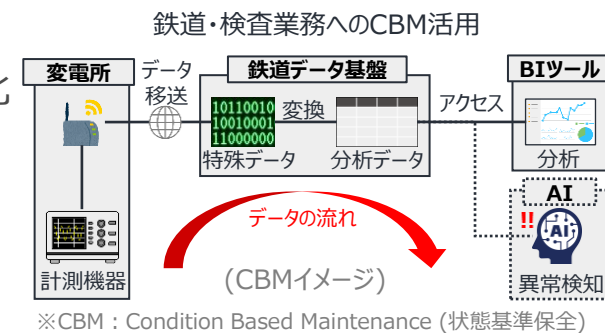 鉄道・検査業務へのCBM活用
化
変電所
データ
移送
鉄道データ基盤
アクセス
BIツール
10110010
10010001
11000000
変換
特殊データ
分析データ
分析
AI
!!
AI
データの流れ
計測機器
(CBMイメージ)
異常検知
※CBM：Condition Based Maintenance (状態基準保全)